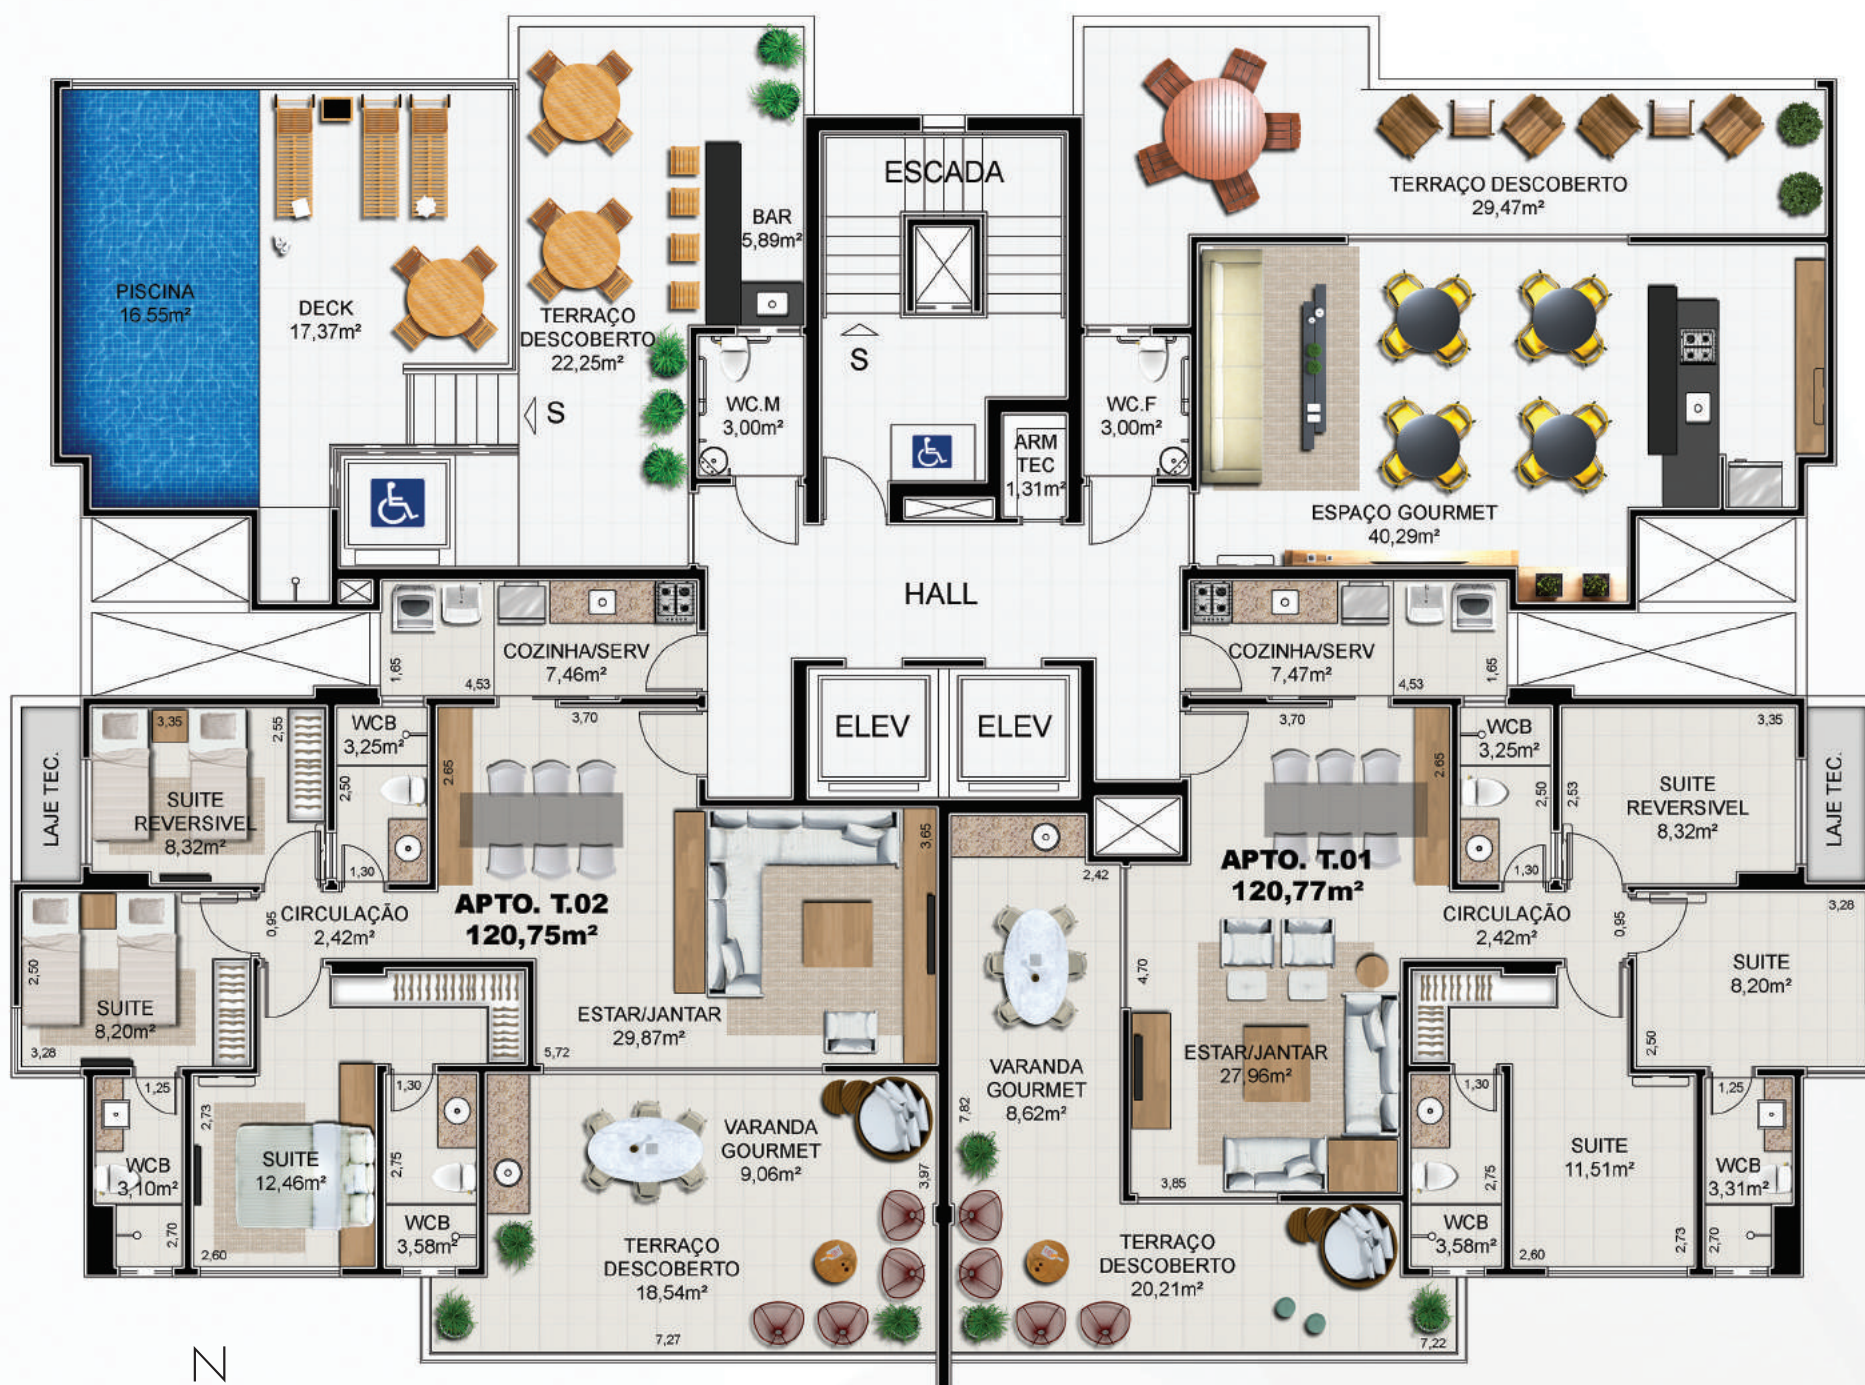 ESCADA
TERRAÇO DESCOBERTO
29,47m²
BAR
5,89m²
PISCINA
16.55m²
DECK
17,37m²
TERRAÇO
DESCOBERTO
22,25m²
S
S
WC.M
3,00m²
WC.F
3,00m²
ARM
TEC
1,31m²
ESPAÇO GOURMET
40,29m²
HALL
COZINHA/SERV
7,46m²
1,65
4,53
COZINHA/SERV
7,47m²
4,53
1,65
ELEV
ELEV
LAJE TEC.
3,35
2,55
SUITE
REVERSIVEL
8,32m²
WCB
3,25m²
2,50
1,30
3,70
2.65
3,70
2.65
WCB
3,25m²
2,50
1,30
2,53
3,35
SUITE
REVERSIVEL
8,32m²
LAJE TEC.
CIRCULAÇÃO
2,42m²
0,95
APTO. T.02
120,75m²
3,65
2,42
APTO. T.01
120,77m²
CIRCULAÇÃO
2,42m²
0,95
3,28
2,50
SUITE
8,20m²
3,28
ESTAR/JANTAR
29,87m²
5,72
4,70
ESTAR/JANTAR
27,96m²
3,85
SUITE
8,20m²
2,50
1,25
WCB
3,10m²
2,70
2,73
SUITE
12,46m²
2,60
1,30
2,75
WCB
3,58m²
VARANDA
GOURMET
9,06m²
3,97
TERRAÇO
DESCOBERTO
18,54m²
7,27
VARANDA
GOURMET
8,62m²
7,82
TERRAÇO
DESCOBERTO
20,21m²
7,22
1,30
2,75
WCB
3,58m²
SUITE
11,51m²
2,60
2,73
1,25
WCB
3,31m²
2,70
N